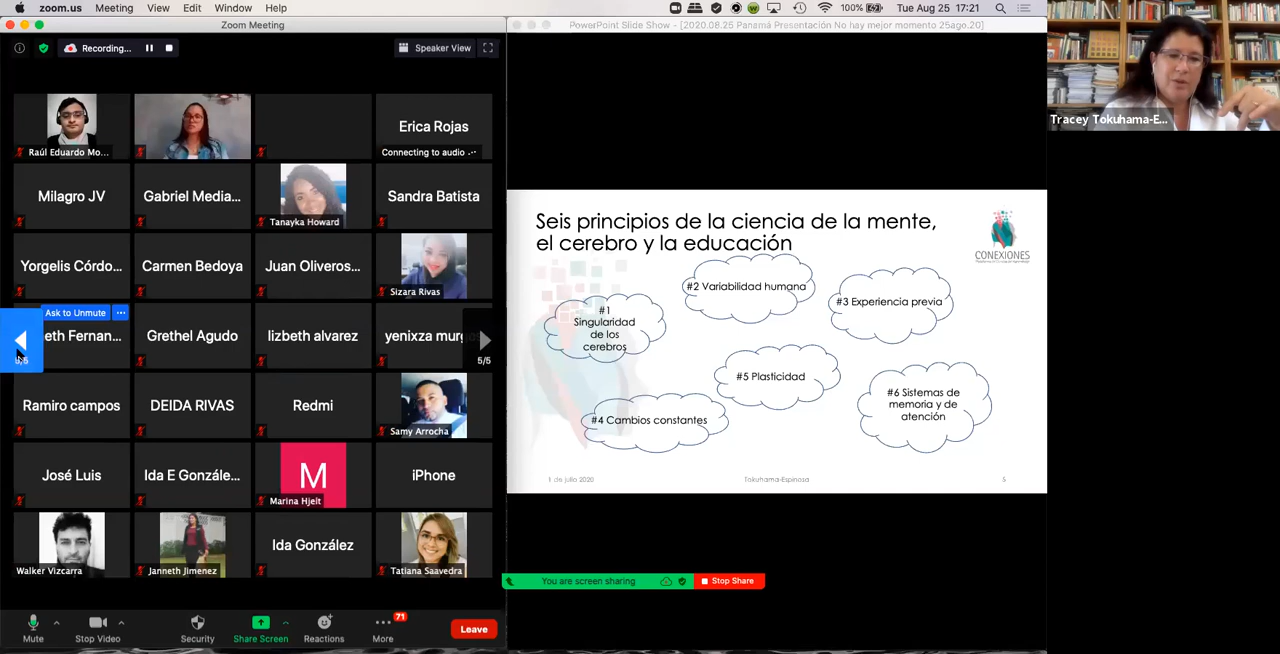 zoom.us Meeting View Edit Window Help
100% Tue Aug 25 17:21
Zoom Meeting
PowerPoint Slide Show - [2020.08.25 Panamá Presentation No hay mejor momento 25ago.20]
Recording...
Speaker View
Raúl Eduardo Mo...
Erica Rojas
Connecting to audio ...
Milagro JV
Gabriel Media...
Tanayka Howard
Sandra Batista
Yorgelis Córdo...
Carmen Bedoya
Juan Oliveros...
Sizara Rivas
Ask to Unmute ...
eth Fernan...
Grethel Agudo
lizbeth alvarez
yenixza murg
5/5
5/5
Ramiro campos
DEIDA RIVAS
Redmi
Samy Arrocha
José Luis
Ida E Gonzále...
M
Marina Hjeit
iPhone
Walker Vizcarra
Janneth Jimenez
Ida González
Tatiana Saavedra
Mute
Stop Video
Security
Share Screen
Reactions
71
More
Leave
Seis principios de la ciencia de la mente,
el cerebro y la educación
CONEXIONES
#1
Singularidad
de los
cerebros
#2 Variabilidad humana
#3 Experiencia previa
#4 Cambios constantes
#5 Plasticidad
#6 Sistemas de
memoria y de
atención
de julio 2020
Tokuhama-Espinosa
5
You are screen sharing
Stop Share
Tracey Tokuhama-E...